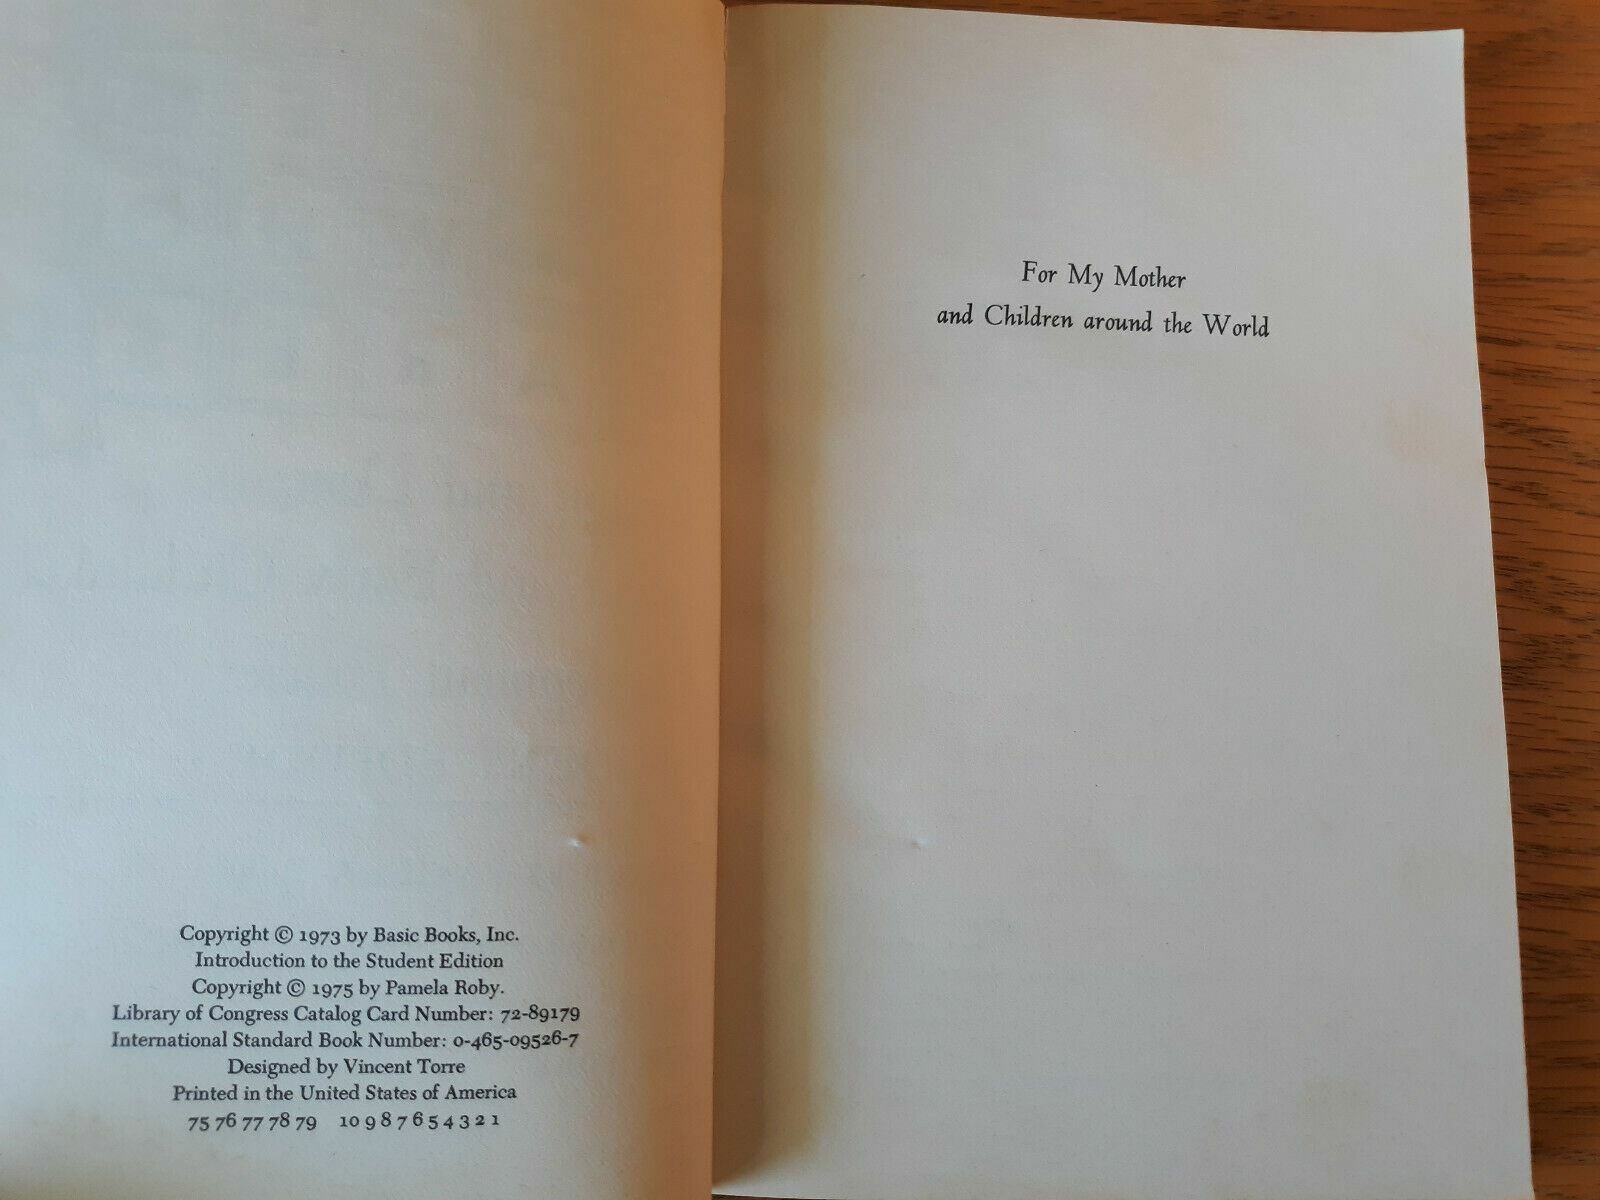 Copyright © 1973 by Basic Books, Inc.
Introduction to the Student Edition
Copyright © 1975 by Pamela Roby.
Library of Congress Catalog Card Number: 72-89179
International Standard Book Number: 0-465-09526-7
Designed by Vincent Torre
Printed in the United States of America
75 76 77 78 79 10 9 8 7 6 5 4 3 2 1
For My Mother
and Children around the World